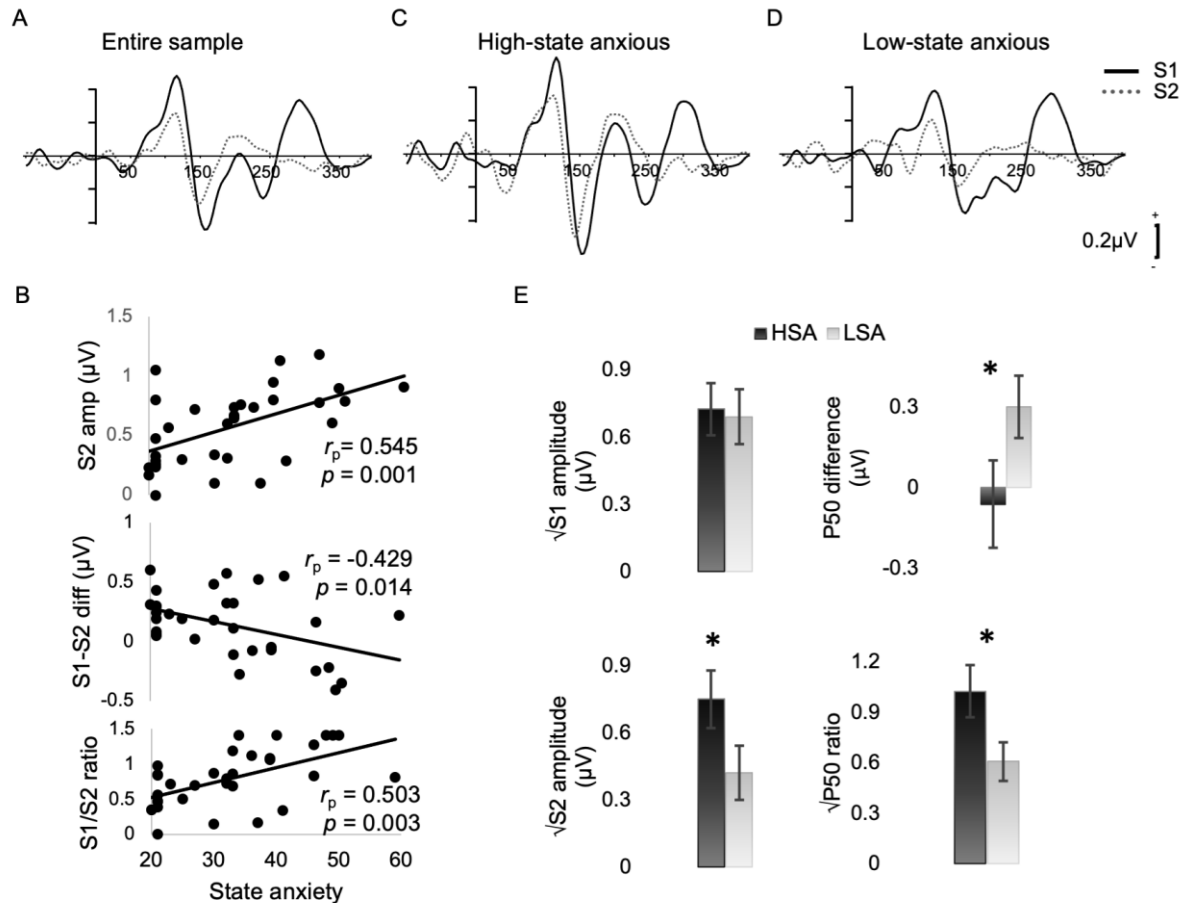 A
Entire sample
50
150
250
350
C
High-state anxious
50
150
250
350
D
Low-state anxious
50
150
250
350
S1
S2
+
0.2µV
-
B
S2 amp (µV)
1.5
1
0.5
0
rp = 0.545
p = 0.001
S1-S2 diff (µV)
1
0.5
0
-0.5
rp = -0.429
p = 0.014
S1/S2 ratio
1.5
1
0.5
0
rp = 0.503
p = 0.003
20 30 40 50 60
State anxiety
E
HSA LSA
√S1 amplitude
(µV)
0.9
0.6
0.3
0
P50 difference
(µV)
0.3
0
-0.3
*
√S2 amplitude
(µV)
0.9
0.6
0.3
0
*
√P50 ratio
1.2
0.9
0.6
0.3
0
*